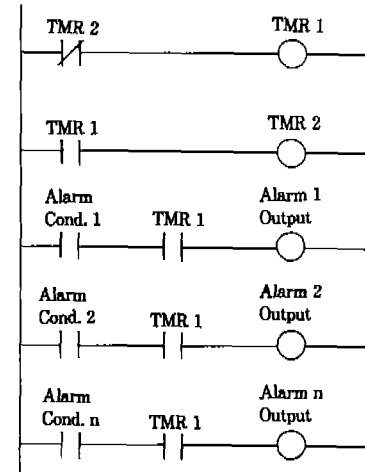 TMR 2 TMR 1
TMR 1 TMR 2
Alarm Alarm 1
Cond. 1 TMR 1 Output
Alarm Alarm 2
Cond. 2 TMR 1 Output
Alarm Alarm n
Cond. n TMR 1 Output